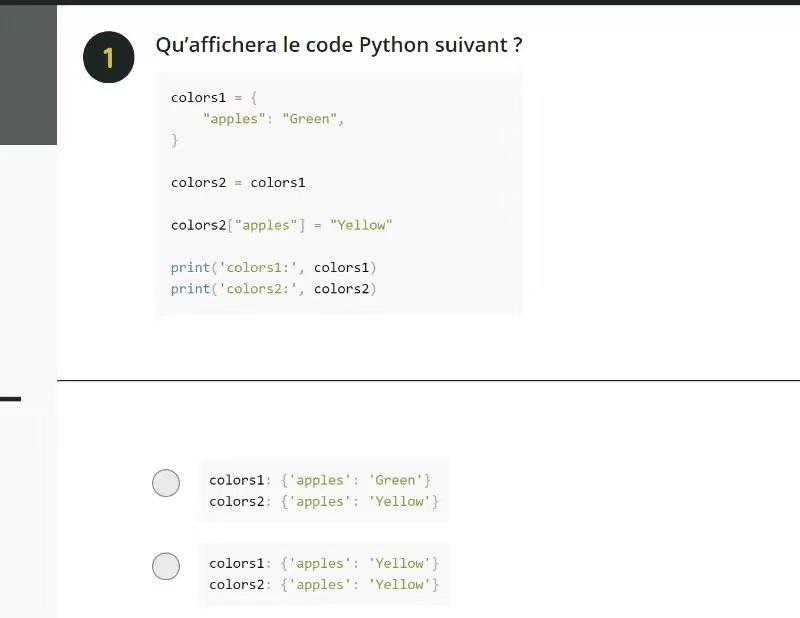 1
Qu’affichera le code Python suivant ?
colors1 = {
    "apples": "Green",
}
colors2 = colors1
colors2["apples"] = "Yellow"
print('colors1:', colors1)
print('colors2:', colors2)
colors1: {'apples': 'Green'}
colors2: {'apples': 'Yellow'}
colors1: {'apples': 'Yellow'}
colors2: {'apples': 'Yellow'}